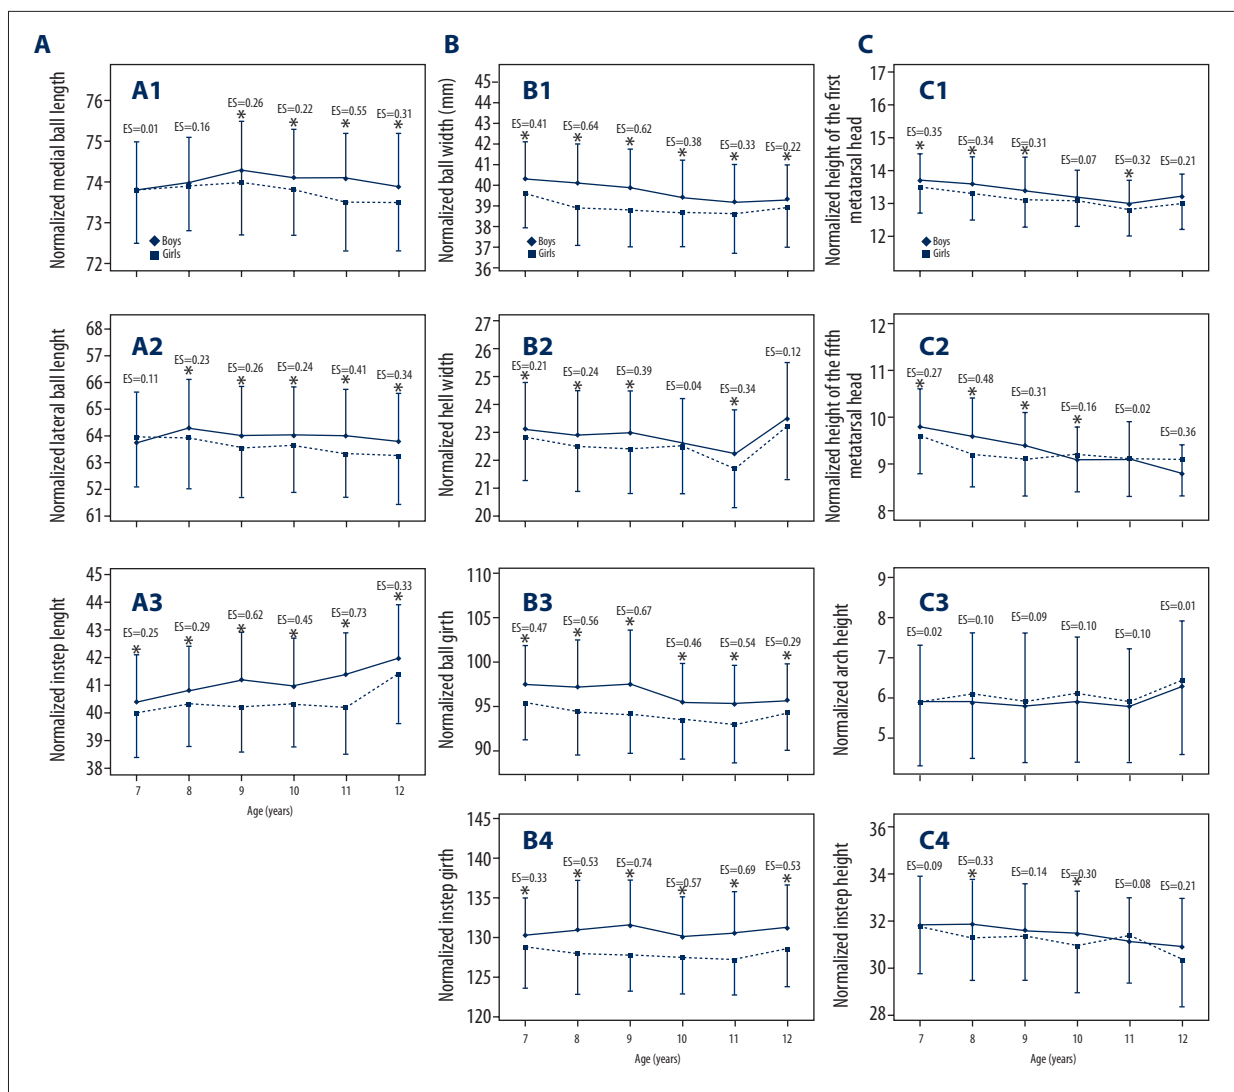 A
B
C
Normalized medial ball length
76
75
74
73
72
A1
ES=0.01
ES=0.16
ES=0.26
*
ES=0.22
*
ES=0.55
*
ES=0.31
*
Boys
Girls
Normalized ball width (mm)
45
44
43
42
41
40
39
38
37
36
B1
ES=0.41
*
ES=0.64
*
ES=0.62
*
ES=0.38
*
ES=0.33
*
ES=0.22
*
Boys
Girls
Normalized height of the first
metatarsal head
17
16
15
14
13
12
C1
ES=0.35
*
ES=0.34
*
ES=0.31
*
ES=0.07
ES=0.32
*
ES=0.21
Boys
Girls
Normalized lateral ball lenght
68
67
66
65
64
63
52
61
A2
ES=0.11
ES=0.23
*
ES=0.26
*
ES=0.24
*
ES=0.41
*
ES=0.34
*
Normalized hell width
27
26
25
24
23
22
21
20
B2
ES=0.21
*
ES=0.24
*
ES=0.39
*
ES=0.04
ES=0.34
*
ES=0.12
Normalized height of the fifth
metatarsal head
12
11
10
9
8
C2
ES=0.27
*
ES=0.48
*
ES=0.31
*
ES=0.16
*
ES=0.02
ES=0.36
Normalized instep lenght
45
44
43
42
41
40
39
38
A3
ES=0.25
*
ES=0.29
*
ES=0.62
*
ES=0.45
*
ES=0.73
*
ES=0.33
*
7 8 9 10 11 12
Age (years)
Normalized ball girth
110
105
100
95
90
B3
ES=0.47
*
ES=0.56
*
ES=0.67
*
ES=0.46
*
ES=0.54
*
ES=0.29
*
Normalized arch height
9
8
7
6
5
C3
ES=0.02
ES=0.10
ES=0.09
ES=0.10
ES=0.10
ES=0.01
Normalized instep girth
145
140
135
130
125
120
B4
ES=0.33
*
ES=0.53
*
ES=0.74
*
ES=0.57
*
ES=0.69
*
ES=0.53
*
7 8 9 10 11 12
Age (years)
Normalized instep height
36
34
32
30
28
C4
ES=0.09
ES=0.33
*
ES=0.14
ES=0.30
*
ES=0.08
ES=0.21
7 8 9 10 11 12
Age (years)